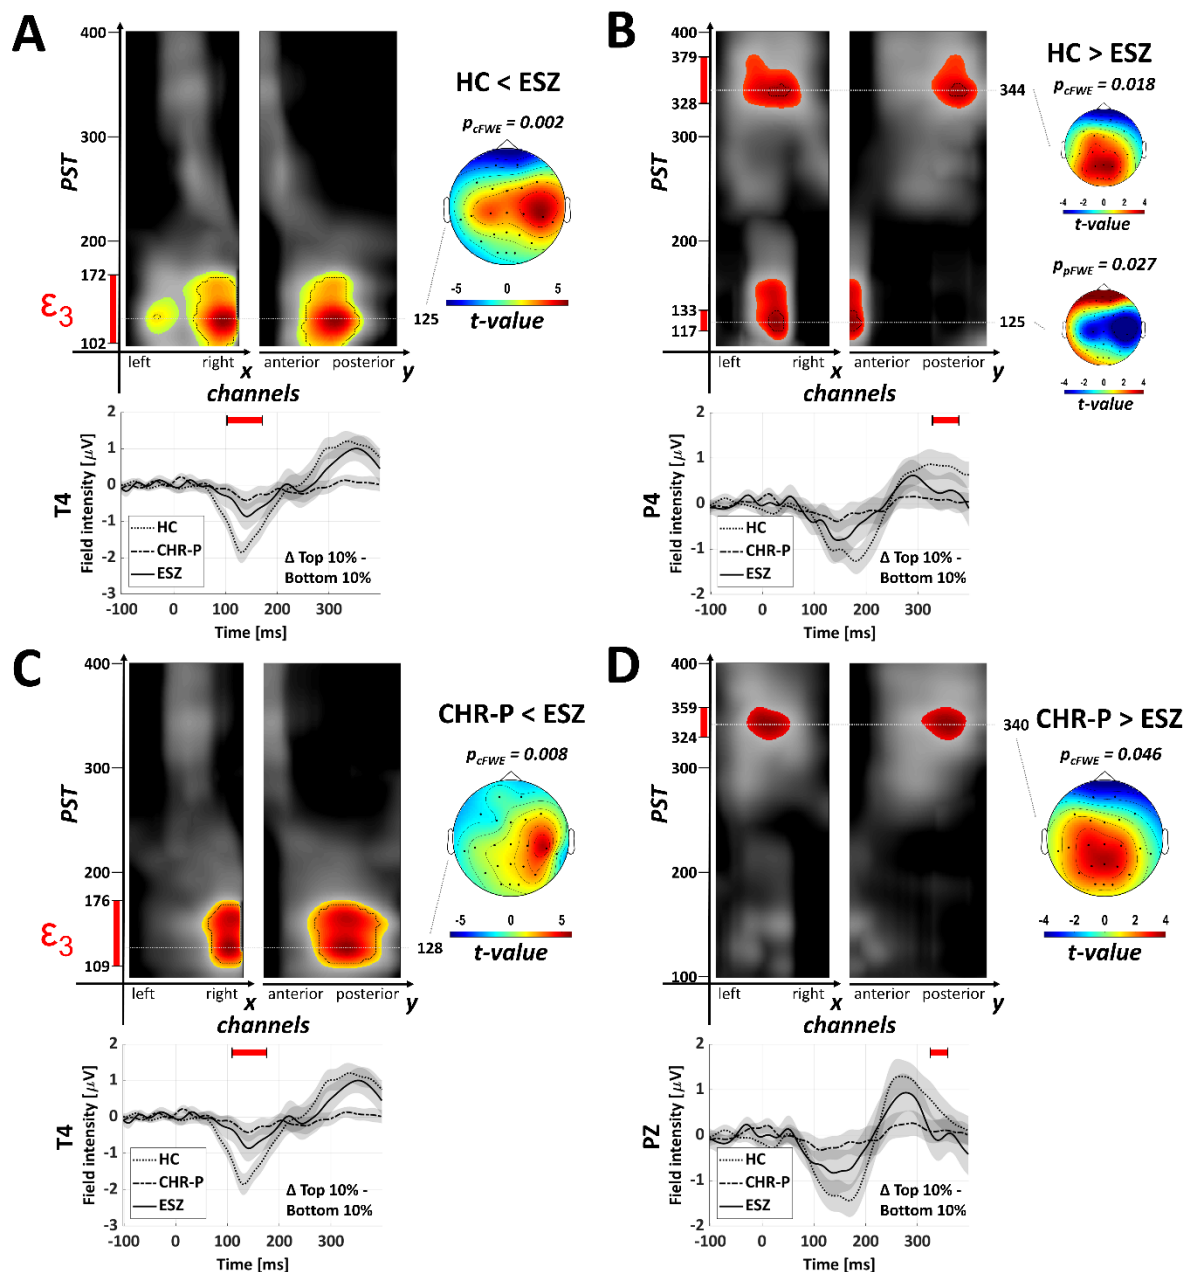 A
400
300
200
172
102
PST
ε3
left
right
x
anterior
posterior
y
channels
HC < ESZ
pcFWE = 0.002
125
-5 0 5
t-value
2
1
0
-1
-2
-3
T4
Field intensity [µV]
HC
CHR-P
ESZ
Δ Top 10% -
Bottom 10%
-100 0 100 200 300
Time [ms]
B
400
379
328
300
200
133
117
PST
left
right
x
anterior
posterior
y
channels
HC > ESZ
pcFWE = 0.018
344
-4 -2 0 2 4
t-value
ppFWE = 0.027
125
-4 -2 0 2 4
t-value
2
1
0
-1
-2
P4
Field intensity [µV]
HC
CHR-P
ESZ
Δ Top 10% -
Bottom 10%
-100 0 100 200 300
Time [ms]
C
400
300
200
176
109
PST
ε3
left
right
x
anterior
posterior
y
channels
CHR-P < ESZ
pcFWE = 0.008
128
-5 0 5
t-value
2
1
0
-1
-2
-3
T4
Field intensity [µV]
HC
CHR-P
ESZ
Δ Top 10% -
Bottom 10%
-100 0 100 200 300
Time [ms]
D
400
359
324
300
200
100
PST
left
right
x
anterior
posterior
y
channels
CHR-P > ESZ
pcFWE = 0.046
340
-4 -2 0 2 4
t-value
2
1
0
-1
-2
PZ
Field intensity [µV]
HC
CHR-P
ESZ
Δ Top 10% -
Bottom 10%
-100 0 100 200 300
Time [ms]